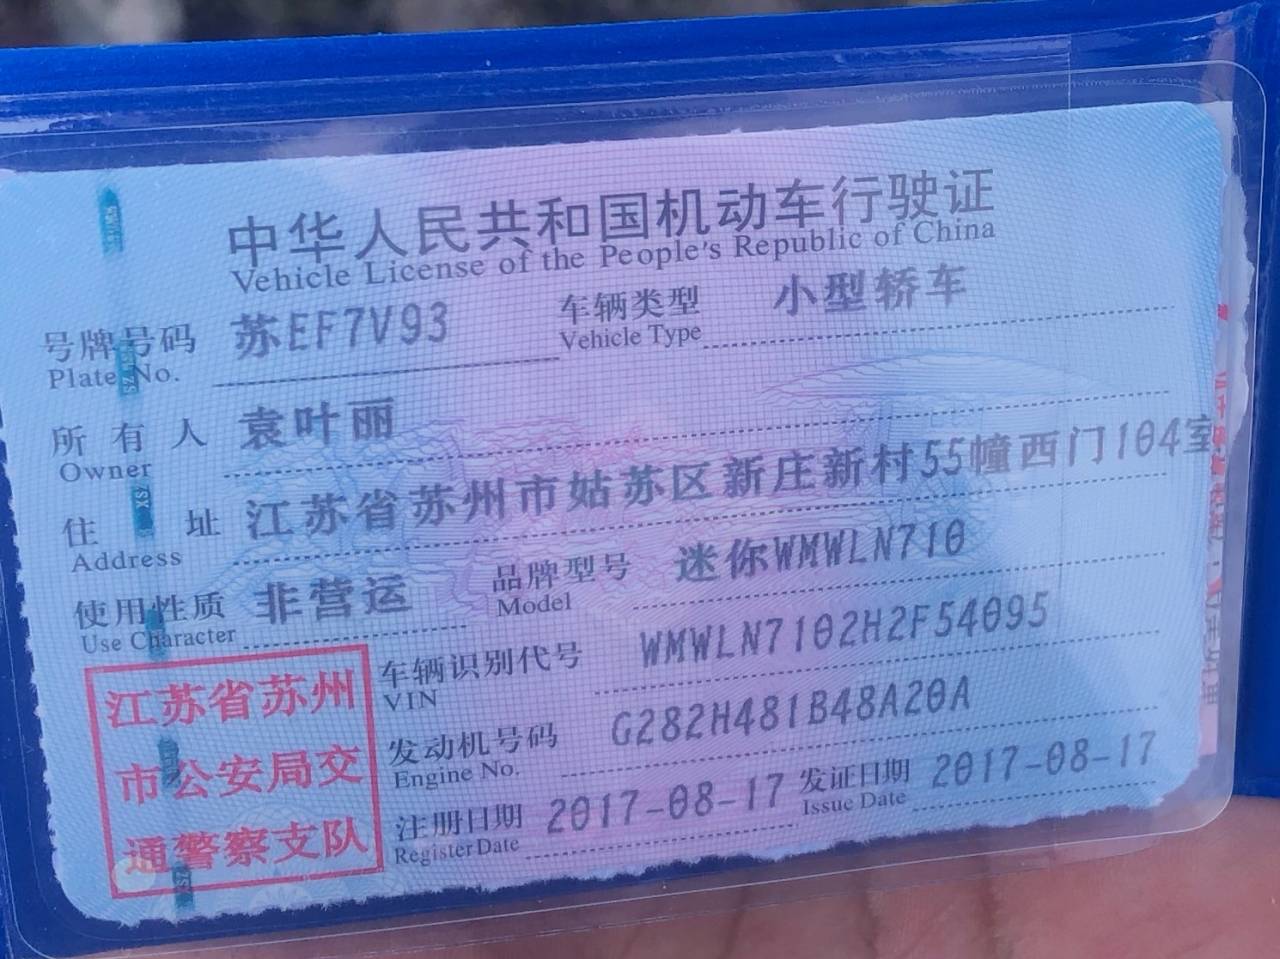 中华人民共和国机动车行驶证
Vehicle License of the People's Republic of China
号牌号码 苏EF7V93 车辆类型 小型轿车
Plate No. Vehicle Type
所有人 袁叶丽
Owner
住址 江苏省苏州市姑苏区新庄新村55幢西门104室
Address
使用性质 非营运 品牌型号 迷你WMWLN710
Use Character Model
车辆识别代号 WMWLN7102H2F54095
VIN
发动机号码 G282H481B48A20A
Engine No.
注册日期 2017-08-17 发证日期 2017-08-17
Register Date Issue Date
江苏省苏州
市公安局交
通警察支队